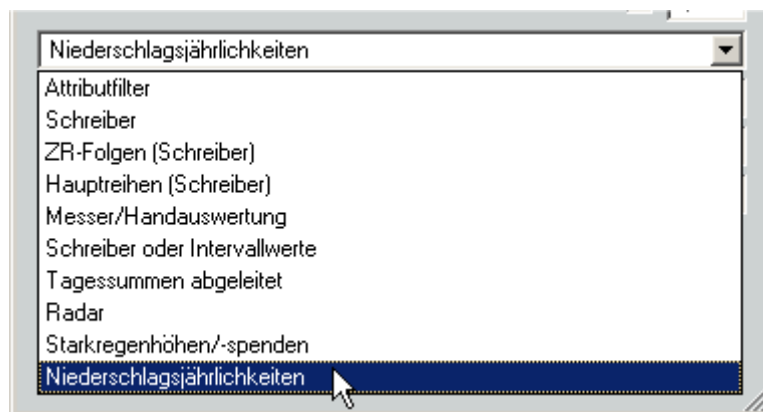 Niederschlagsjährlichkeiten
Attributfilter
Schreiber
ZR-Folgen (Schreiber)
Hauptreihen (Schreiber)
Messer/Handauswertung
Schreiber oder Intervallwerte
Tagessummen abgeleitet
Radar
Starkregenhöhen/-spenden
Niederschlagsjährlichkeiten